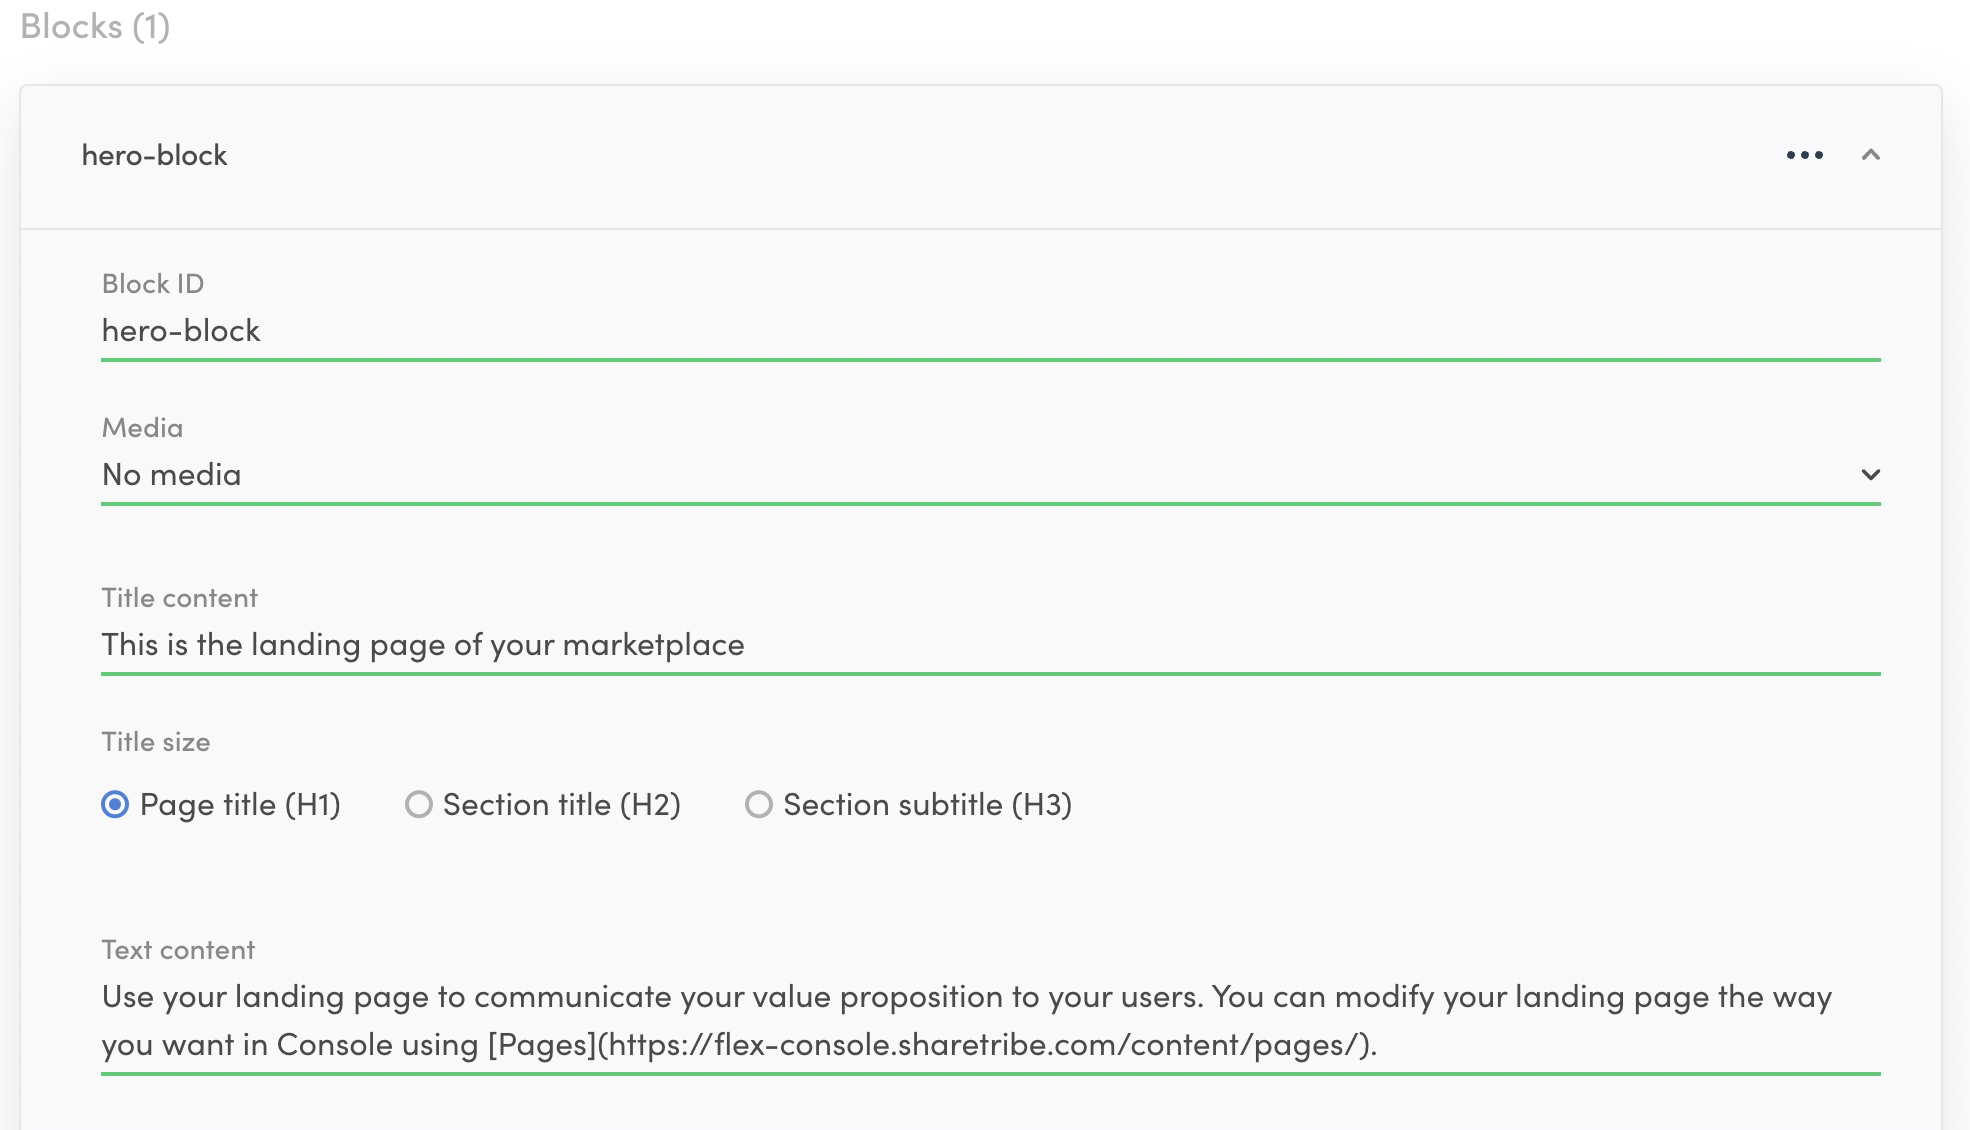 Blocks (1)
hero-block
Block ID
hero-block
Media
No media
Title content
This is the landing page of your marketplace
Title size
Page title (H1) Section title (H2) Section subtitle (H3)
Text content
Use your landing page to communicate your value proposition to your users. You can modify your landing page the way
you want in Console using [Pages](https://flex-console.sharetribe.com/content/pages/).